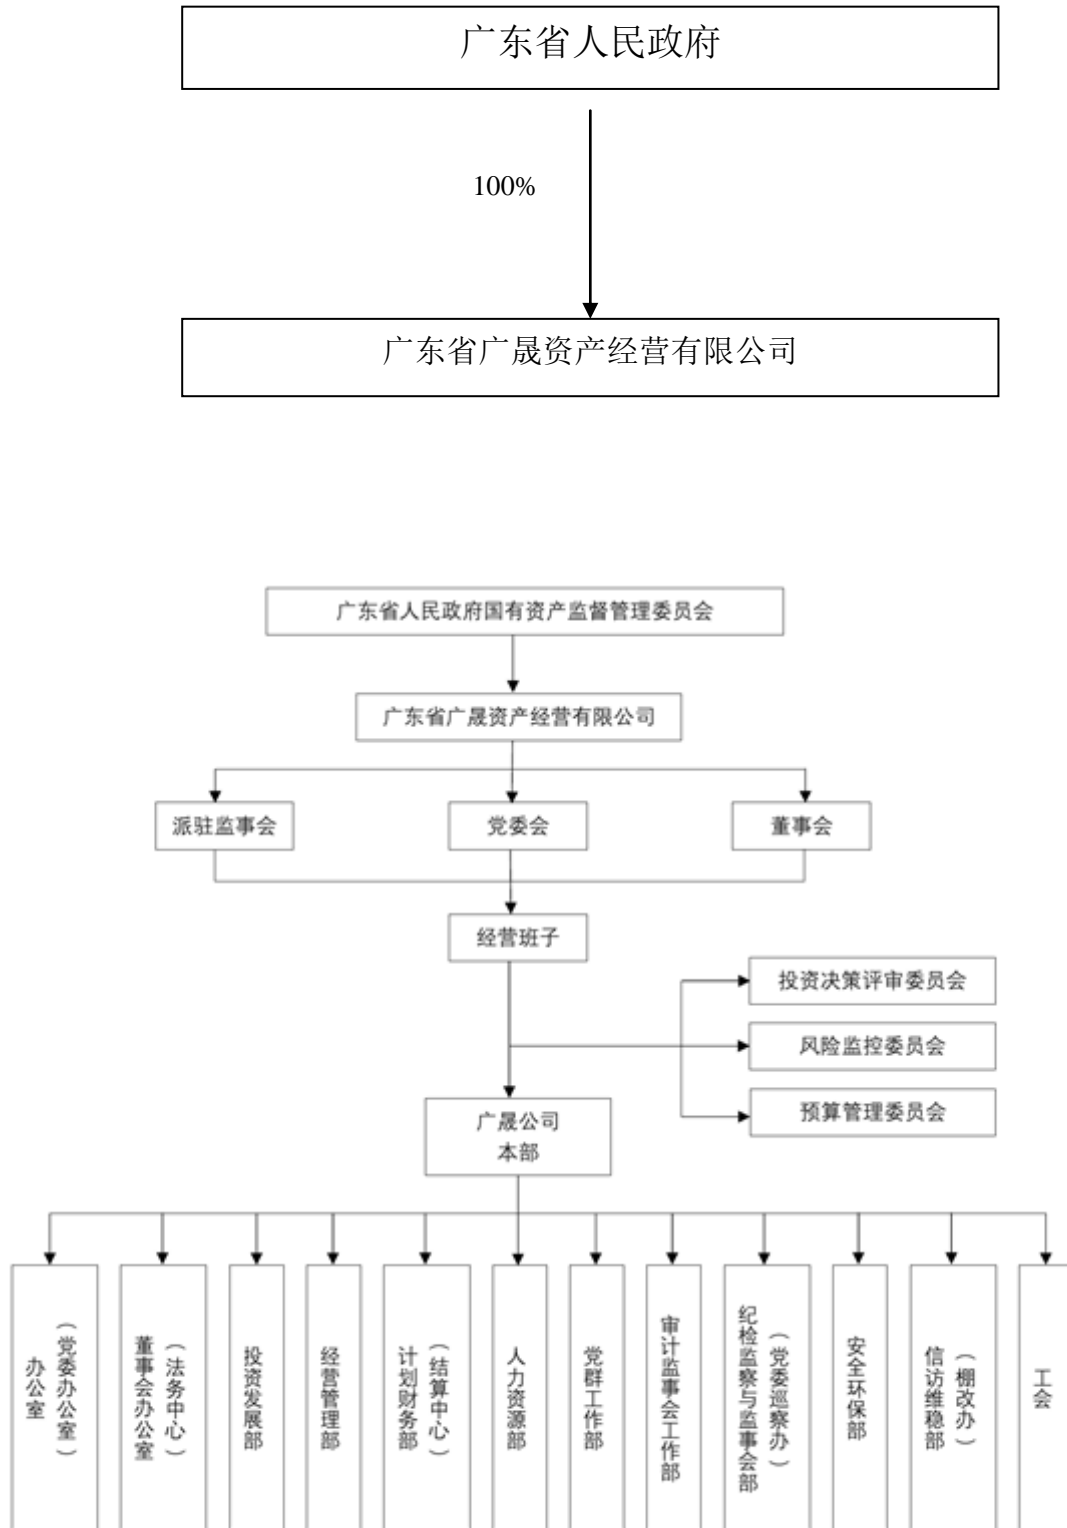 广东省人民政府
100%
广东省广晟资产经营有限公司
广东省人民政府国有资产监督管理委员会
广东省广晟资产经营有限公司
派驻监事会
党委会
董事会
经营班子
投资决策评审委员会
风险监控委员会
预算管理委员会
广晟公司
本部
办公室
（党委办公室）
董事会办公室
（法务中心）
投资发展部
经营管理部
计划财务部
（结算中心）
人力资源部
党群工作部
审计监事会工作部
纪检监察与监事会部
（党委巡察办）
安全环保部
信访维稳部
（棚改办）
工会